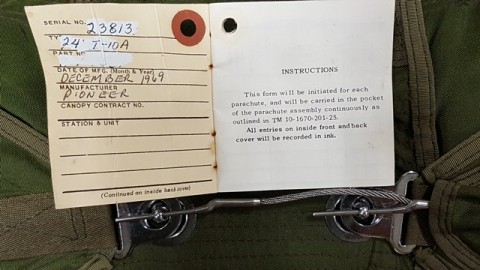 SERIAL NO. 23813
TY
24' T-10A
PART NO.
DATE OF MFG. (Month & Year)
DECEMBER 1969
MANUFACTURER
PIONEER
CANOPY CONTRACT NO.
STATION & UNIT
(Continued on inside back cover)
INSTRUCTIONS
This form will be initiated for each
parachute, and will be carried in the pocket
of the parachute assembly continuously as
outlined in TM 10-1670-201-25.
All entries on inside front and back
cover will be recorded in ink.